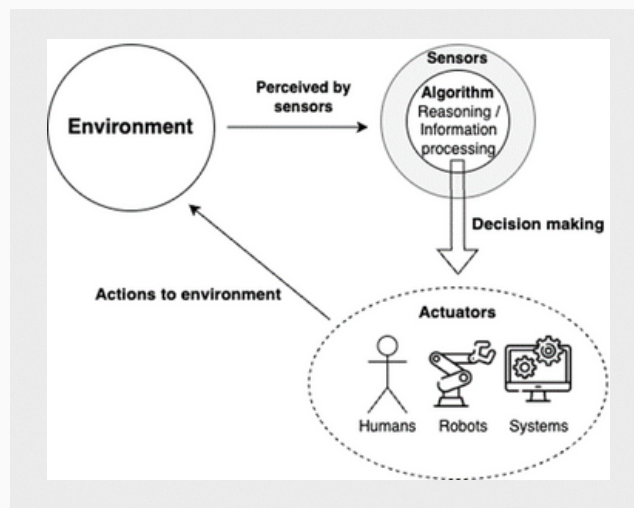 Environment
Perceived by
sensors
Sensors
Algorithm
Reasoning /
Information
processing
Decision making
Actions to environment
Actuators
Humans Robots Systems